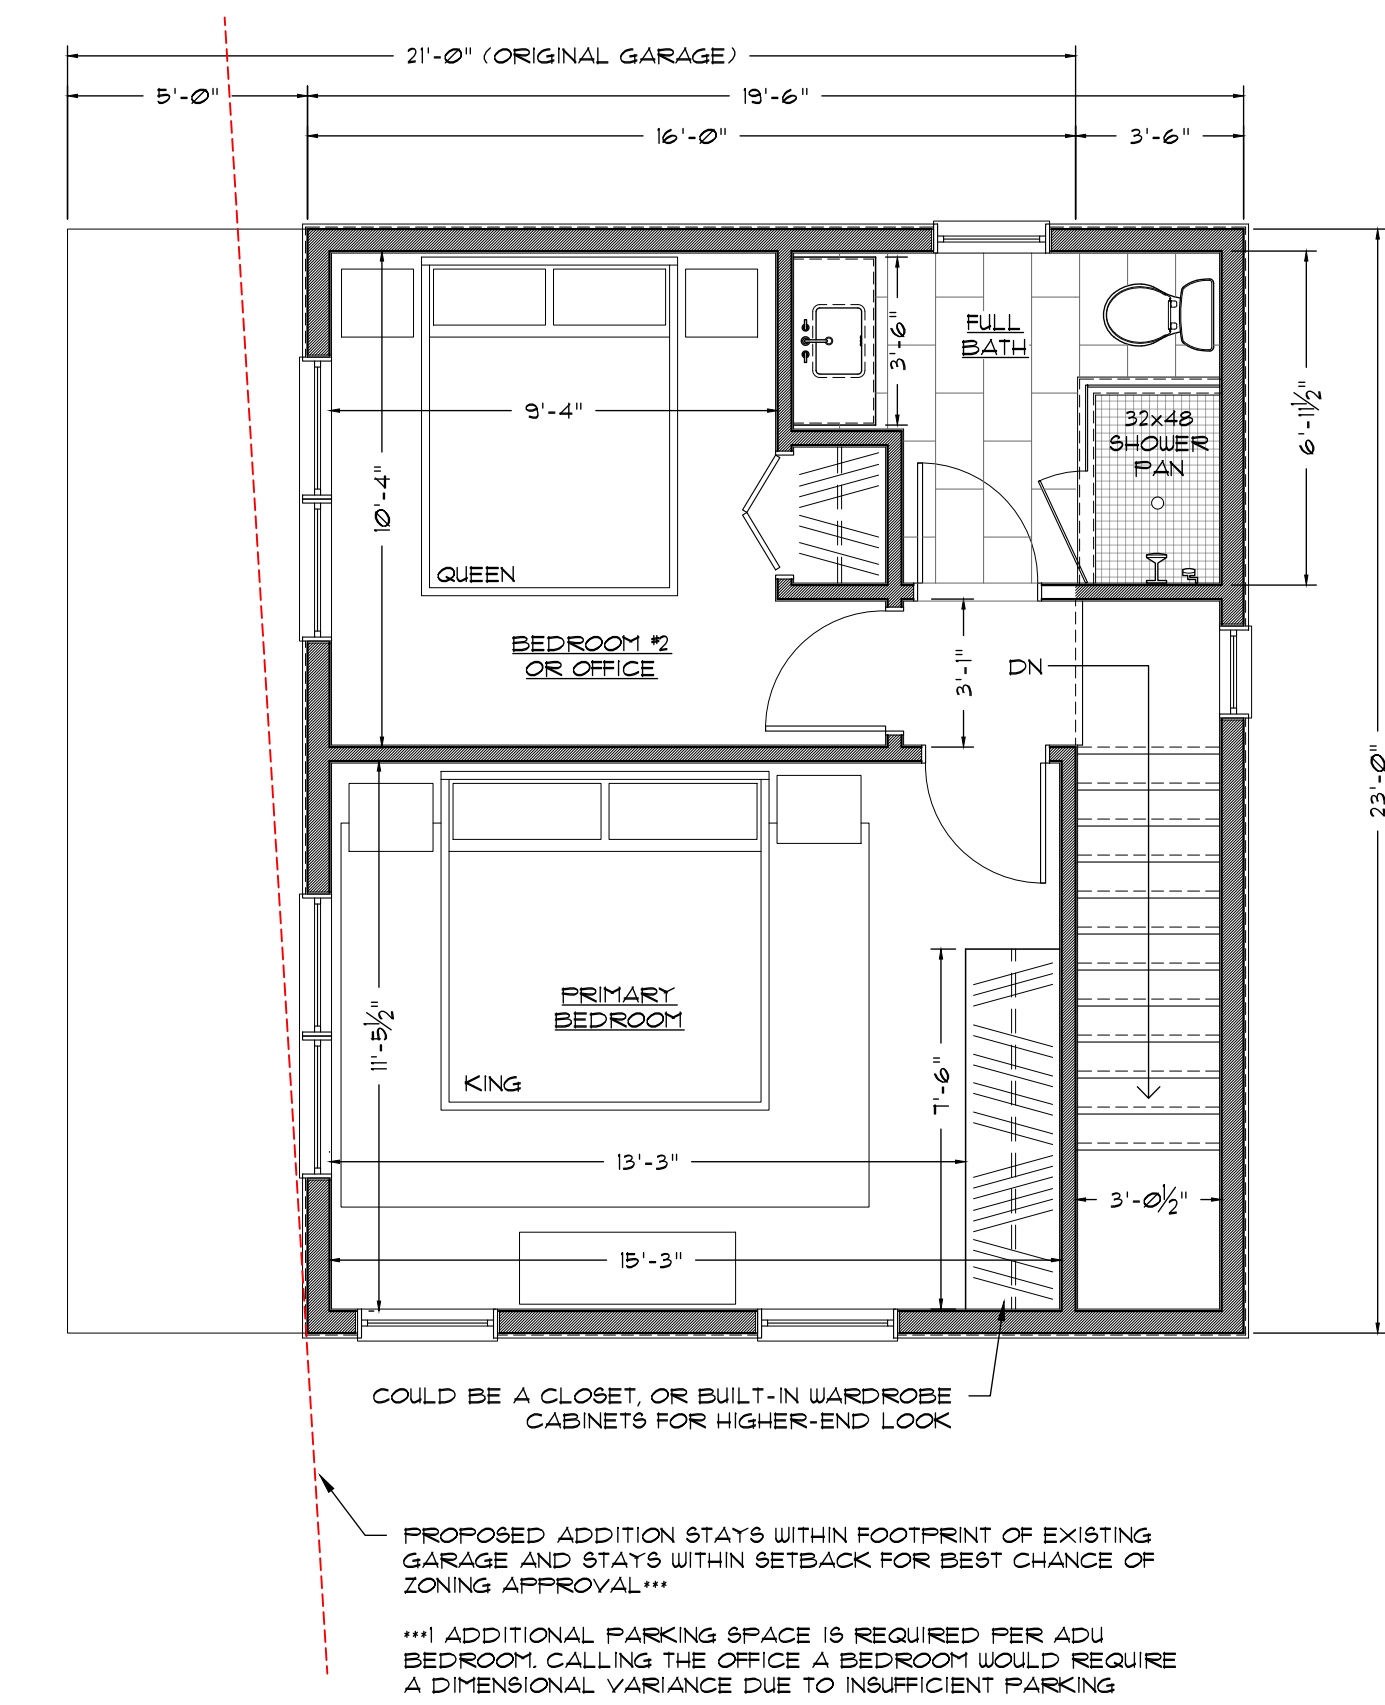 21'-0" (ORIGINAL GARAGE)
5'-0"
19'-6"
16'-0"
3'-6"
FULL
BATH
3'-6"
6'-11½"
32x48
SHOWER
PAN
9'-4"
10'-4"
QUEEN
BEDROOM #2
OR OFFICE
3'-1"
DN
23'-0"
PRIMARY
BEDROOM
11'-5½"
KING
7'-6"
13'-3"
3'-0½"
15'-3"
COULD BE A CLOSET, OR BUILT-IN WARDROBE
CABINETS FOR HIGHER-END LOOK
PROPOSED ADDITION STAYS WITHIN FOOTPRINT OF EXISTING
GARAGE AND STAYS WITHIN SETBACK FOR BEST CHANCE OF
ZONING APPROVAL***
***1 ADDITIONAL PARKING SPACE IS REQUIRED PER ADU
BEDROOM. CALLING THE OFFICE A BEDROOM WOULD REQUIRE
A DIMENSIONAL VARIANCE DUE TO INSUFFICIENT PARKING